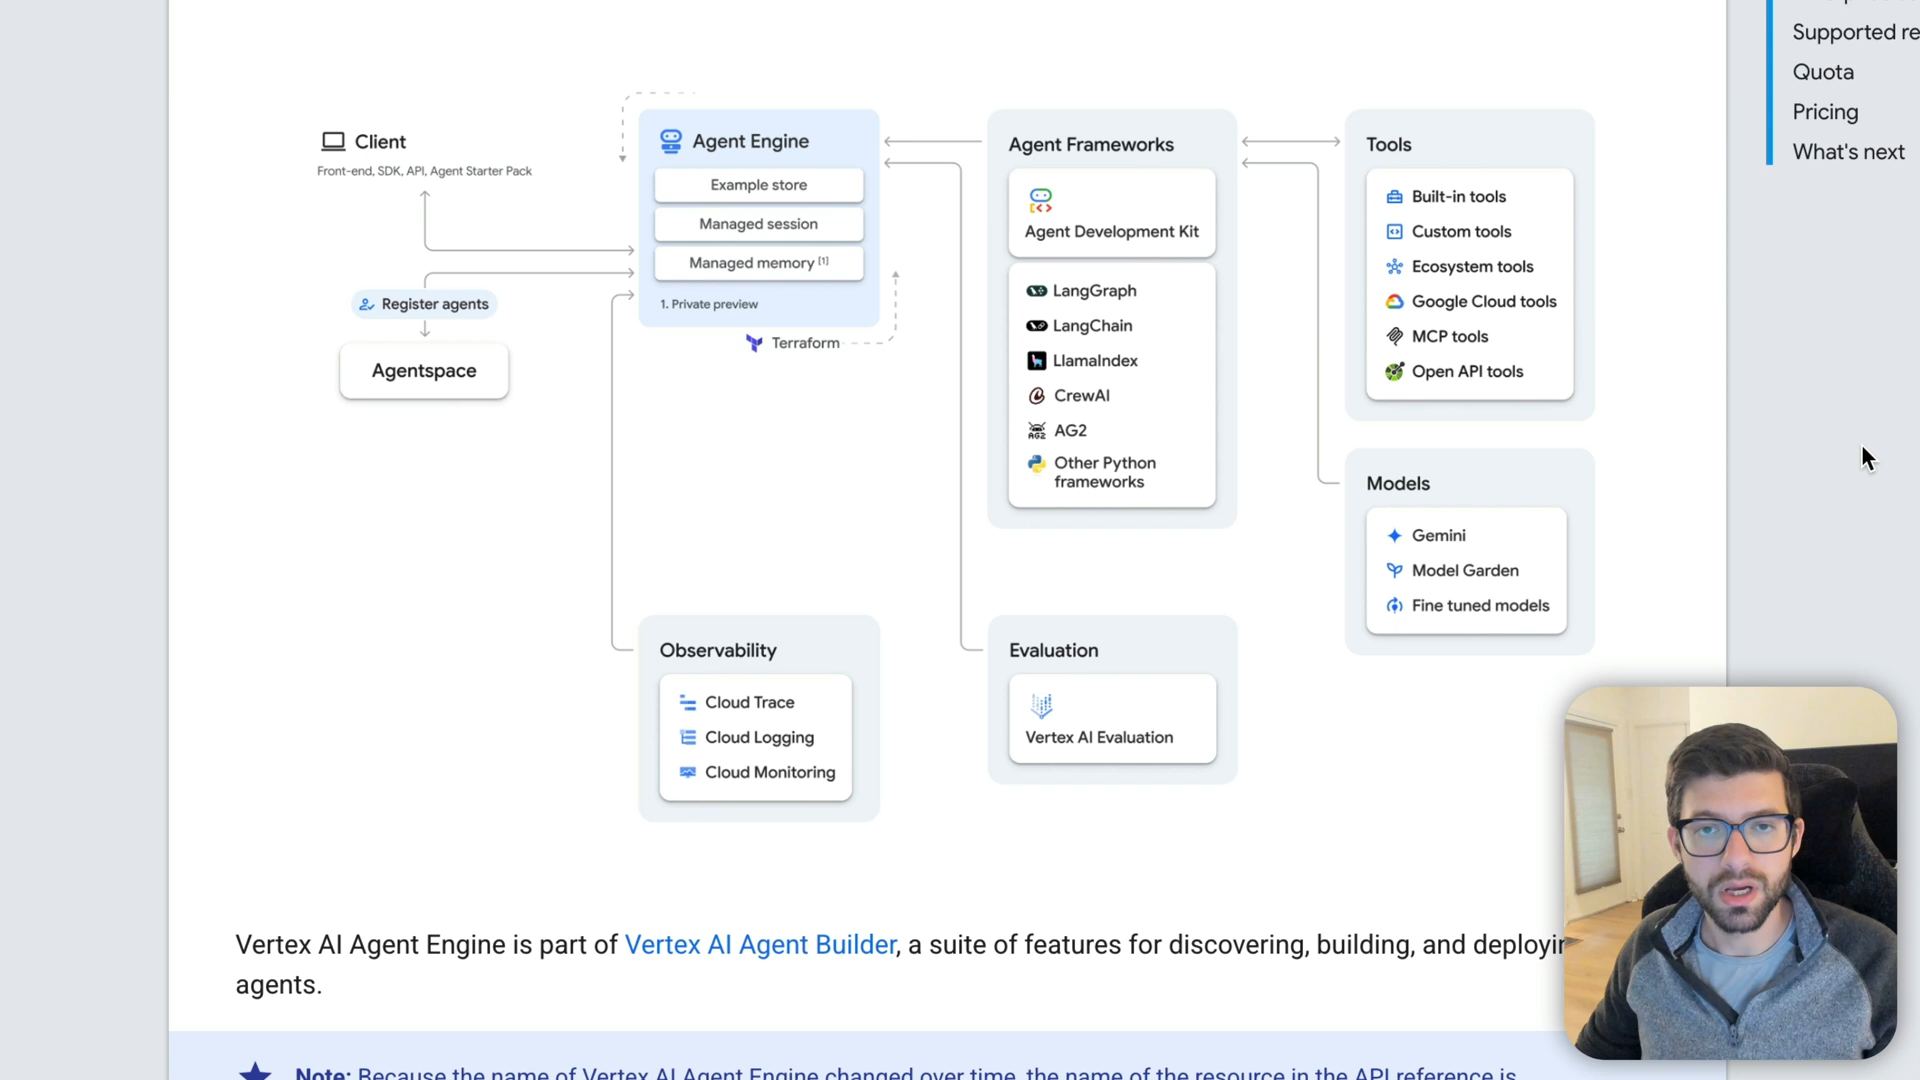 Supported re
Quota
Pricing
What's next
Client
Front-end, SDK, API, Agent Starter Pack
Register agents
Agentspace
Agent Engine
Example store
Managed session
Managed memory [1]
1. Private preview
Terraform
Agent Frameworks
Agent Development Kit
LangGraph
LangChain
LlamaIndex
CrewAI
AG2
AG2
Other Python
frameworks
Tools
Built-in tools
Custom tools
Ecosystem tools
Google Cloud tools
MCP tools
Open API tools
Models
Gemini
Model Garden
Fine tuned models
Observability
Cloud Trace
Cloud Logging
Cloud Monitoring
Evaluation
Vertex AI Evaluation
Vertex AI Agent Engine is part of Vertex AI Agent Builder, a suite of features for discovering, building, and deployin
agents.
Note: Because the name of Vertex AI Agent Engine changed over time, the name of the resource in the API reference is